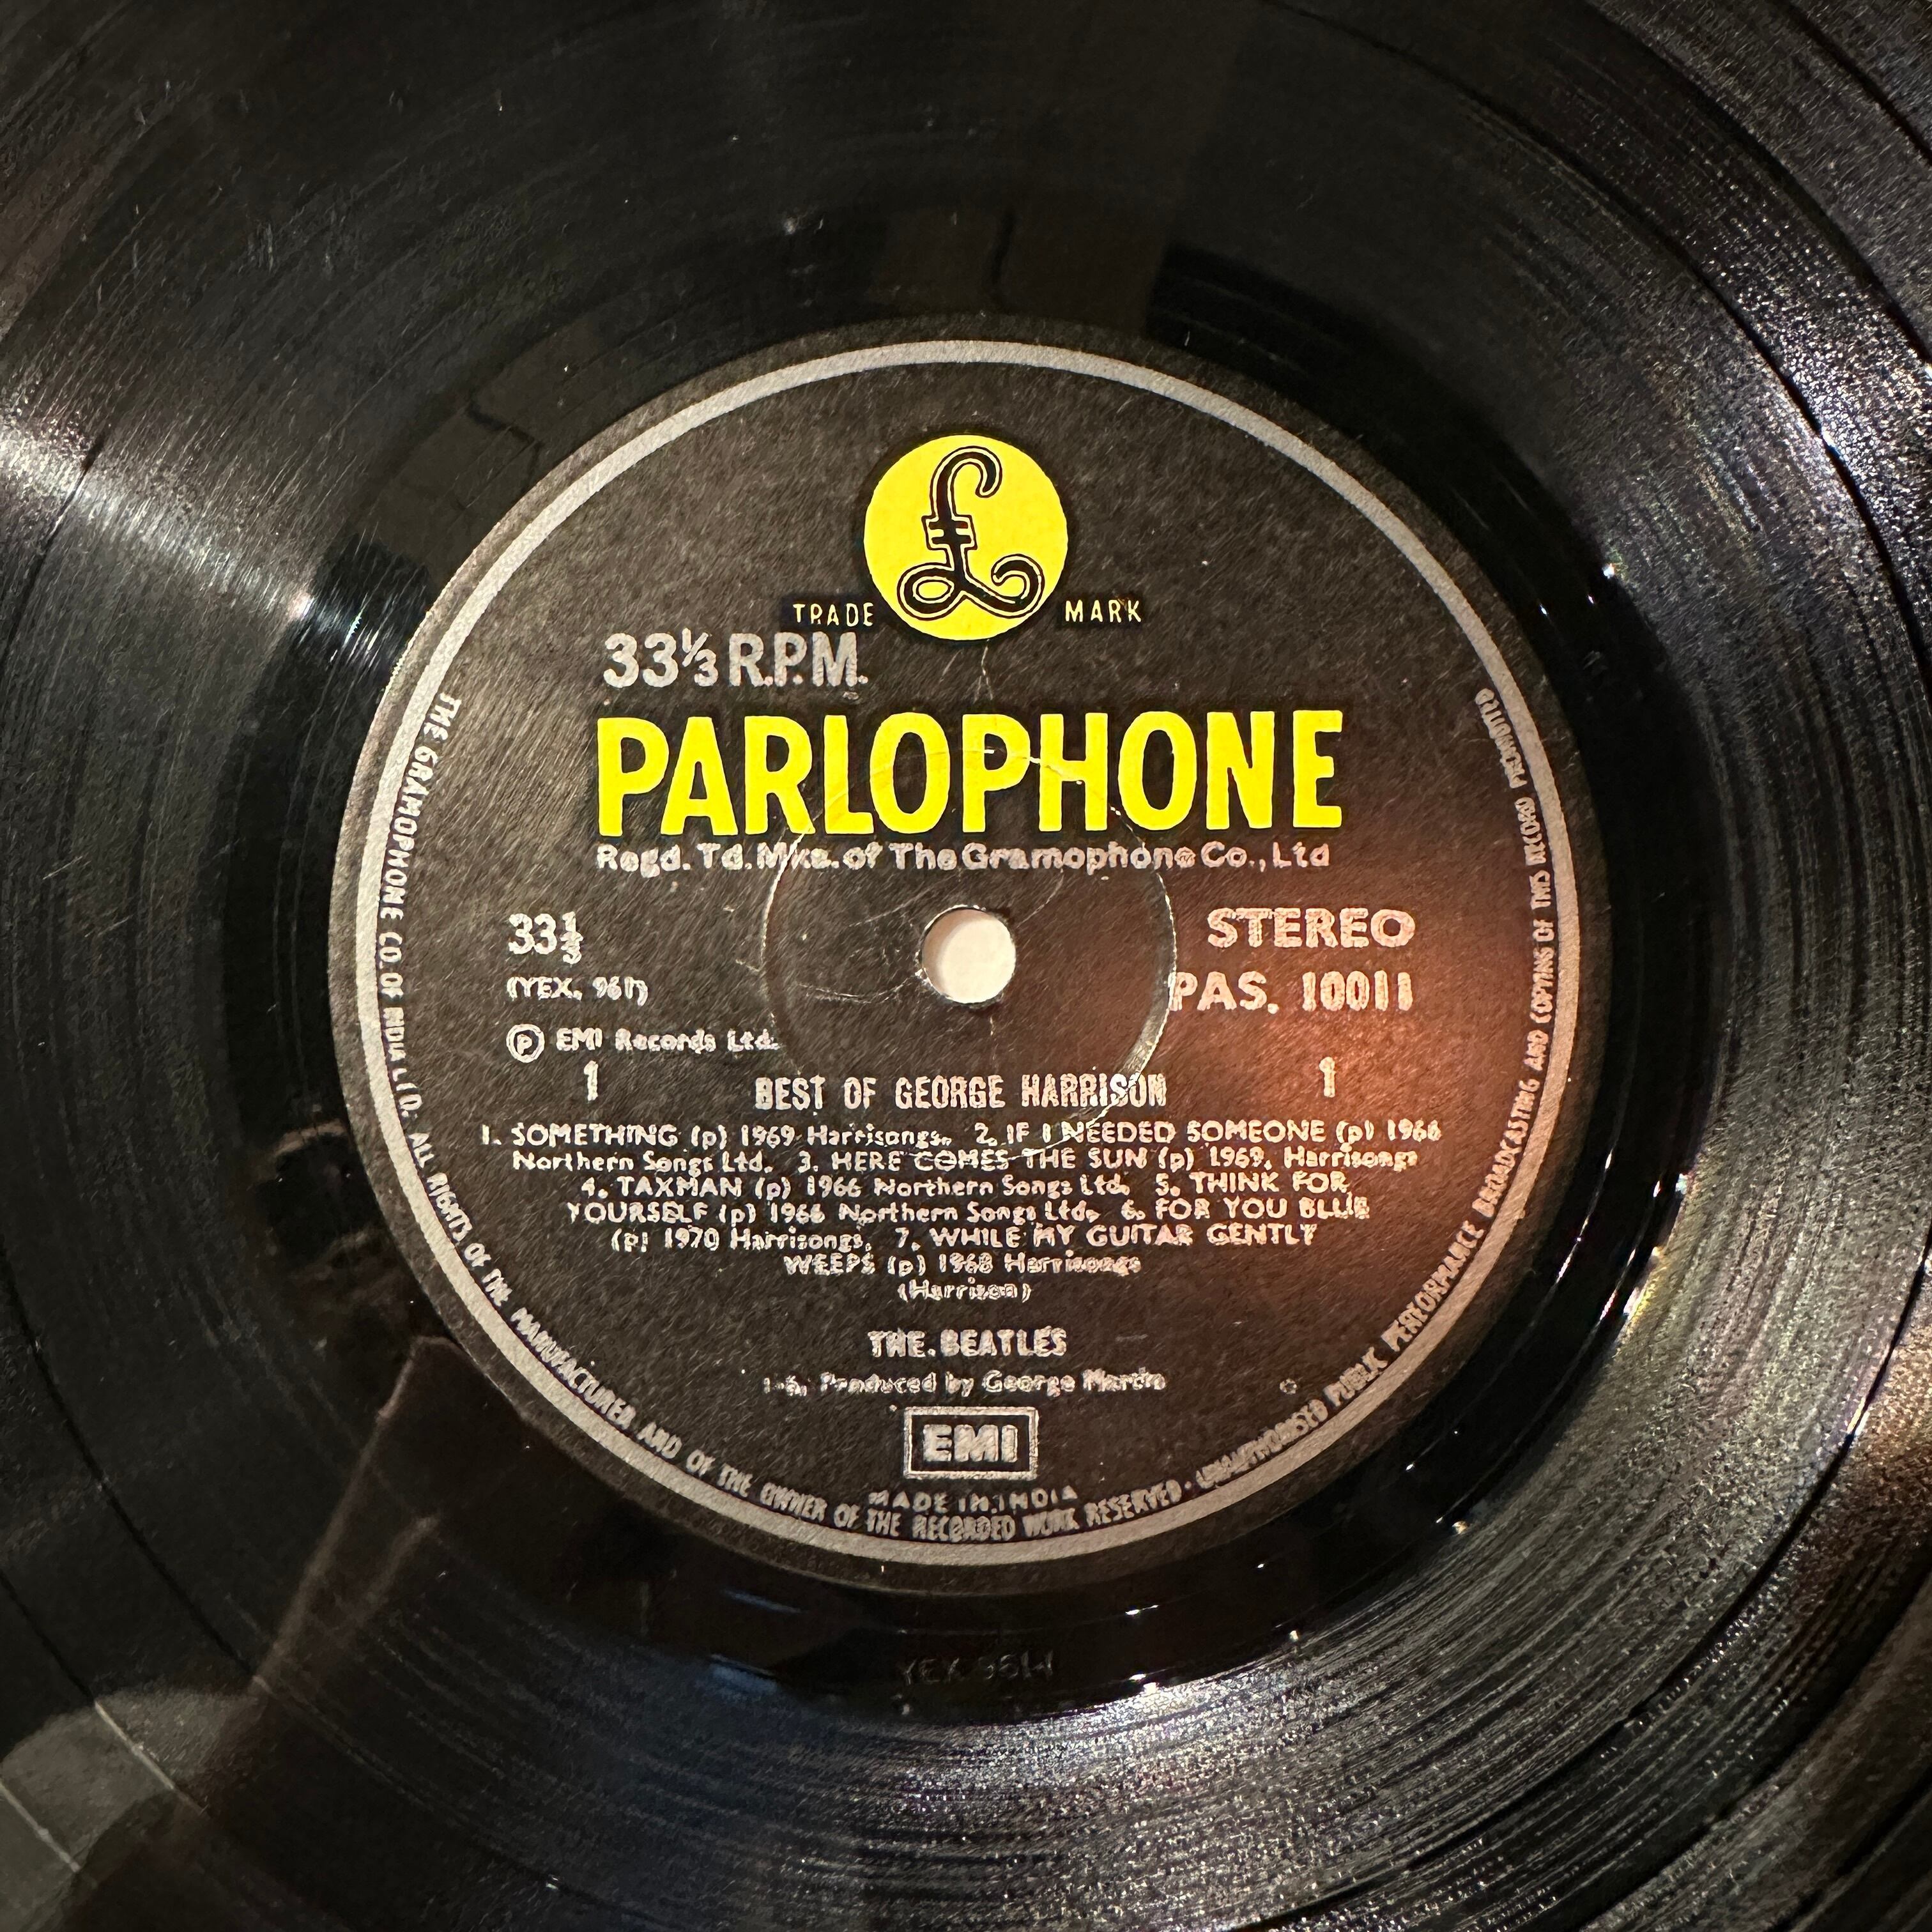 TRADE MARK
33⅓ R.P.M.
PARLOPHONE
Regd. Td. Mks. of The Gramophone Co., Ltd
33⅓ STEREO
(YEX. 961) PAS. 10011
Ⓟ EMI Records Ltd.
1 BEST OF GEORGE HARRISON 1
1. SOMETHING (p) 1969 Harrisongs. 2. IF I NEEDED SOMEONE (p) 1966
Northern Songs Ltd. 3. HERE COMES THE SUN (p) 1969. Harrisongs
4. TAXMAN (p) 1966 Northern Songs Ltd. 5. THINK FOR
YOURSELF (p) 1966 Northern Songs Ltd. 6. FOR YOU BLUE
(p) 1970 Harrisongs. 7. WHILE MY GUITAR GENTLY
WEEPS (p) 1968 Harrisongs
(Harrison)
THE.BEATLES
1-6, Produced by George Martin
EMI
MADE IN INDIA
THE GRAMOPHONE CO. OF INDIA LTD. ALL RIGHTS OF THE MANUFACTURER AND OF THE OWNER OF THE RECORDED WORK RESERVED · UNAUTHORISED PUBLIC PERFORMANCE BROADCASTING AND COPYING OF THIS RECORD PROHIBITED